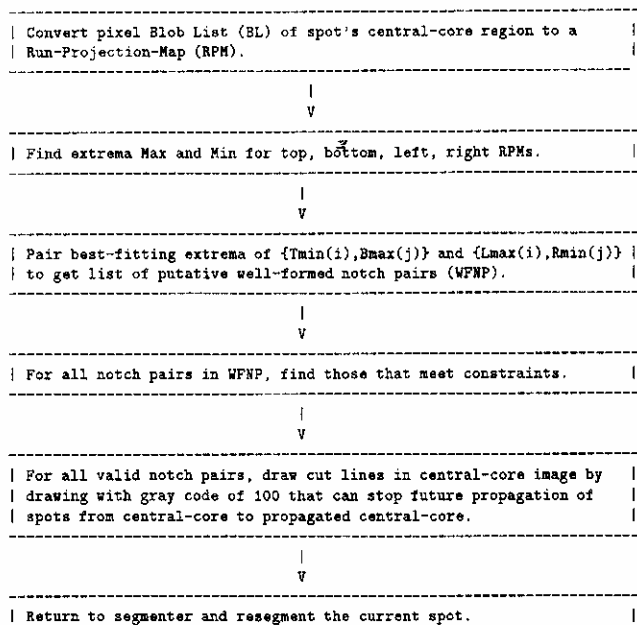 | Convert pixel Blob List (BL) of spot's central-core region to a |
| Run-Projection-Map (RPM). |
|
V
| Find extrema Max and Min for top, bottom, left, right RPMs. |
|
V
| Pair best-fitting extrema of {Tmin(i),Bmax(j)} and {Lmax(i),Rmin(j)} |
| to get list of putative well-formed notch pairs (WFNP). |
|
V
| For all notch pairs in WFNP, find those that meet constraints. |
|
V
| For all valid notch pairs, draw cut lines in central-core image by |
| drawing with gray code of 100 that can stop future propagation of |
| spots from central-core to propagated central-core. |
|
V
| Return to segmenter and resegment the current spot. |